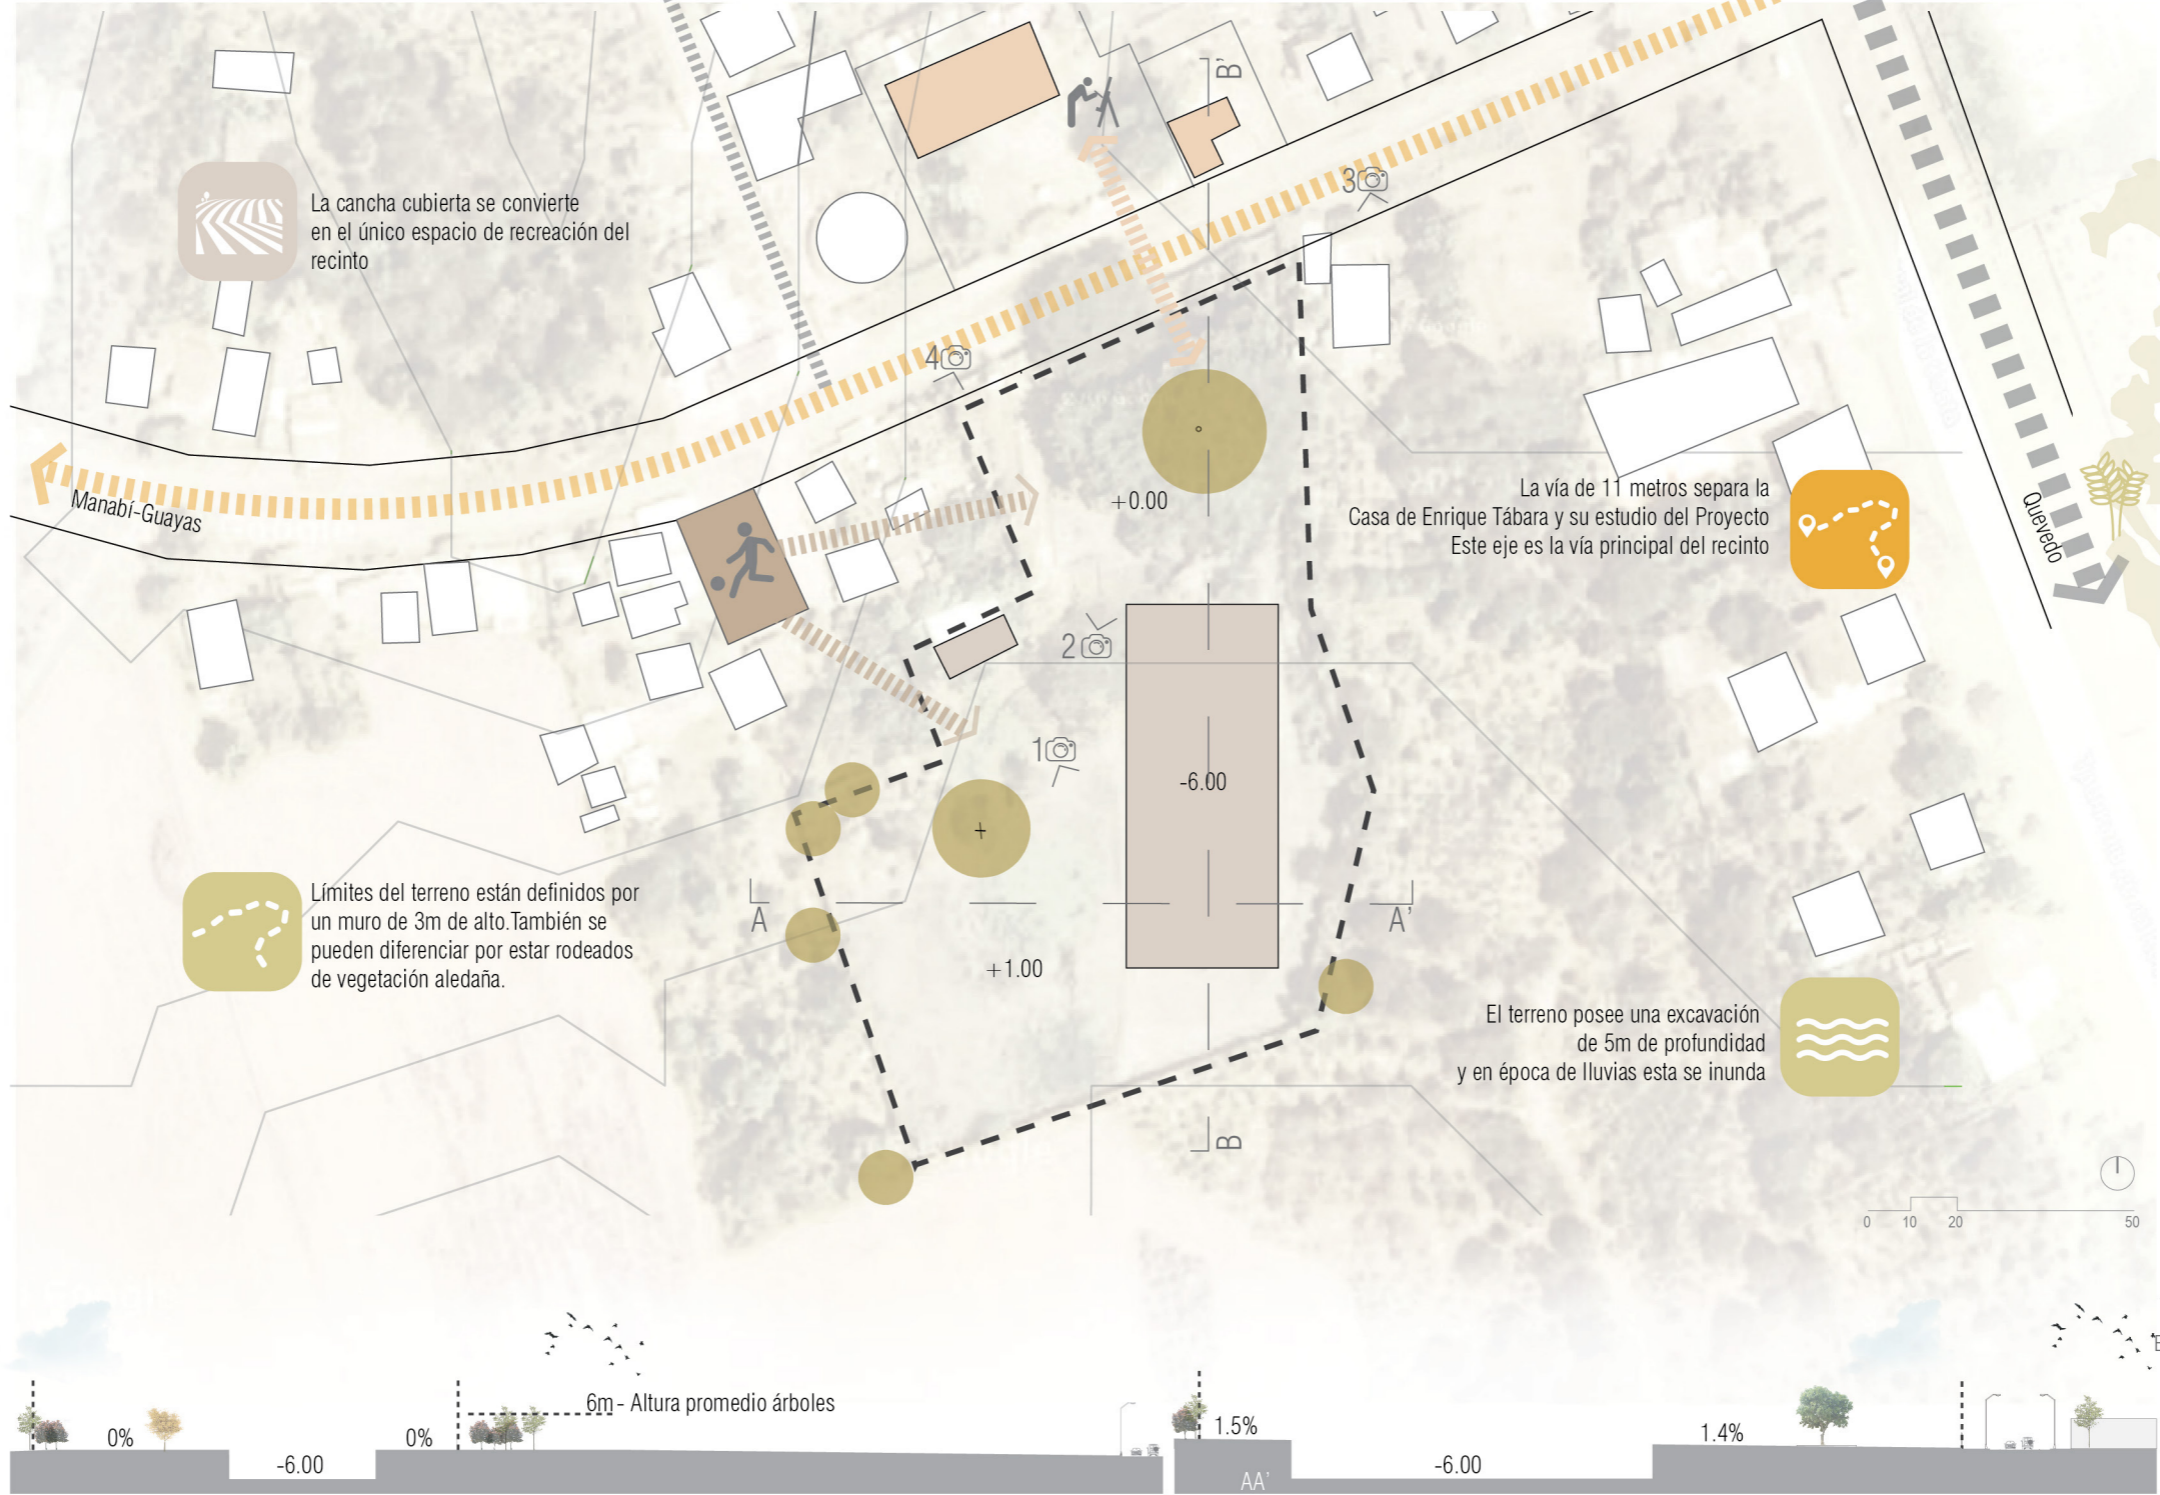 B'
La cancha cubierta se convierte
en el único espacio de recreación del
recinto
3
4
Manabí-Guayas
+0.00
La vía de 11 metros separa la
Casa de Enrique Tábara y su estudio del Proyecto
Este eje es la vía principal del recinto
Quevedo
2
1
-6.00
Límites del terreno están definidos por
un muro de 3m de alto. También se
pueden diferenciar por estar rodeados
de vegetación aledaña.
A
A'
+1.00
El terreno posee una excavación
de 5m de profundidad
y en época de lluvias esta se inunda
B
0 10 20 50
6m - Altura promedio árboles
0%
0%
1.5%
1.4%
-6.00
-6.00
AA'